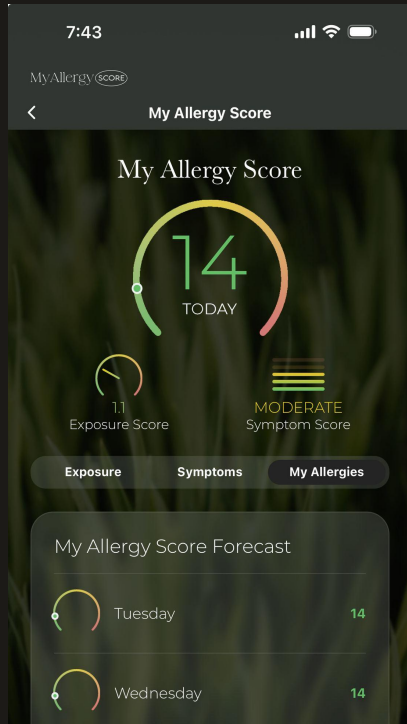 7:43
MyAllergy SCORE
My Allergy Score
My Allergy Score
14
TODAY
1.1
Exposure Score
MODERATE
Symptom Score
Exposure Symptoms My Allergies
My Allergy Score Forecast
Tuesday 14
Wednesday 14